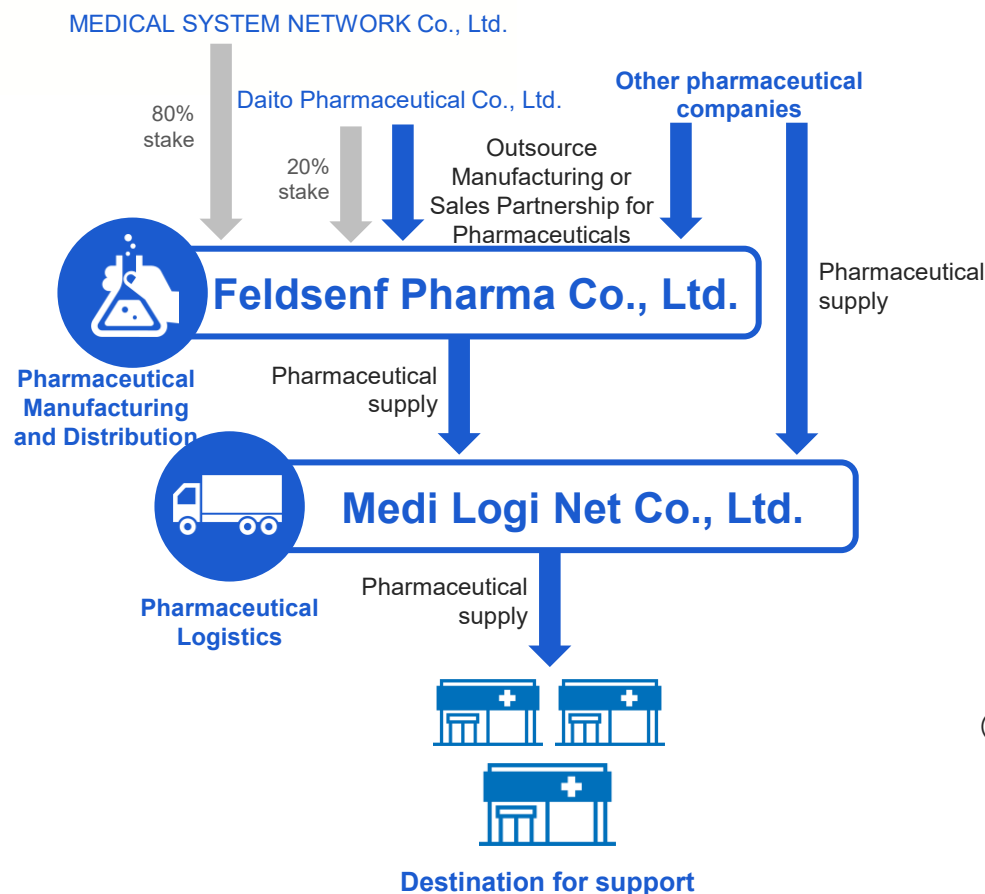 MEDICAL SYSTEM NETWORK Co., Ltd.
80%
stake
Daito Pharmaceutical Co., Ltd.
20%
stake
Other pharmaceutical
companies
Outsource
Manufacturing or
Sales Partnership for
Pharmaceuticals
Feldsenf Pharma Co., Ltd.
Pharmaceutical
supply
Pharmaceutical
Manufacturing
and Distribution
Pharmaceutical
supply
Medi Logi Net Co., Ltd.
Pharmaceutical
Logistics
Pharmaceutical
supply
(
Destination for support